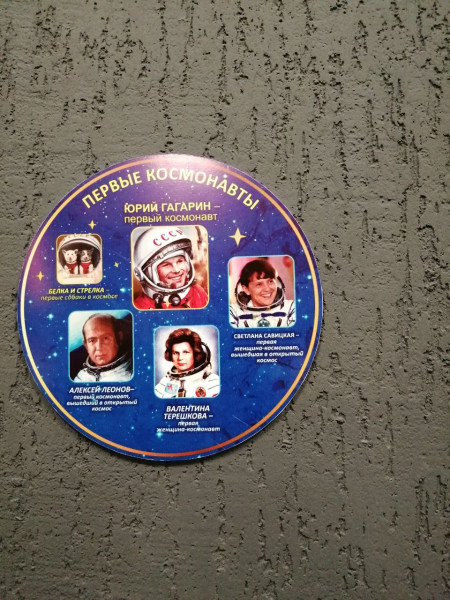 ПЕРВЫЕ КОСМОНАВТЫ
ЮРИЙ ГАГАРИН –
первый космонавт
СССР
БЕЛКА И СТРЕЛКА –
первые собаки в космосе
СВЕТЛАНА САВИЦКАЯ –
первая
женщина-космонавт,
вышедшая в открытый
космос
АЛЕКСЕЙ ЛЕОНОВ–
первый космонавт,
вышедший в открытый
космос
ВАЛЕНТИНА
ТЕРЕШКОВА –
первая
женщина-космонавт